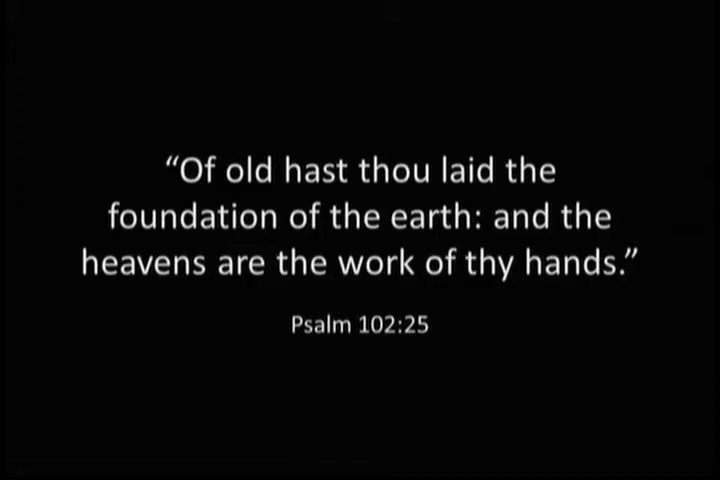 “Of old hast thou laid the
foundation of the earth: and the
heavens are the work of thy hands.”
Psalm 102:25